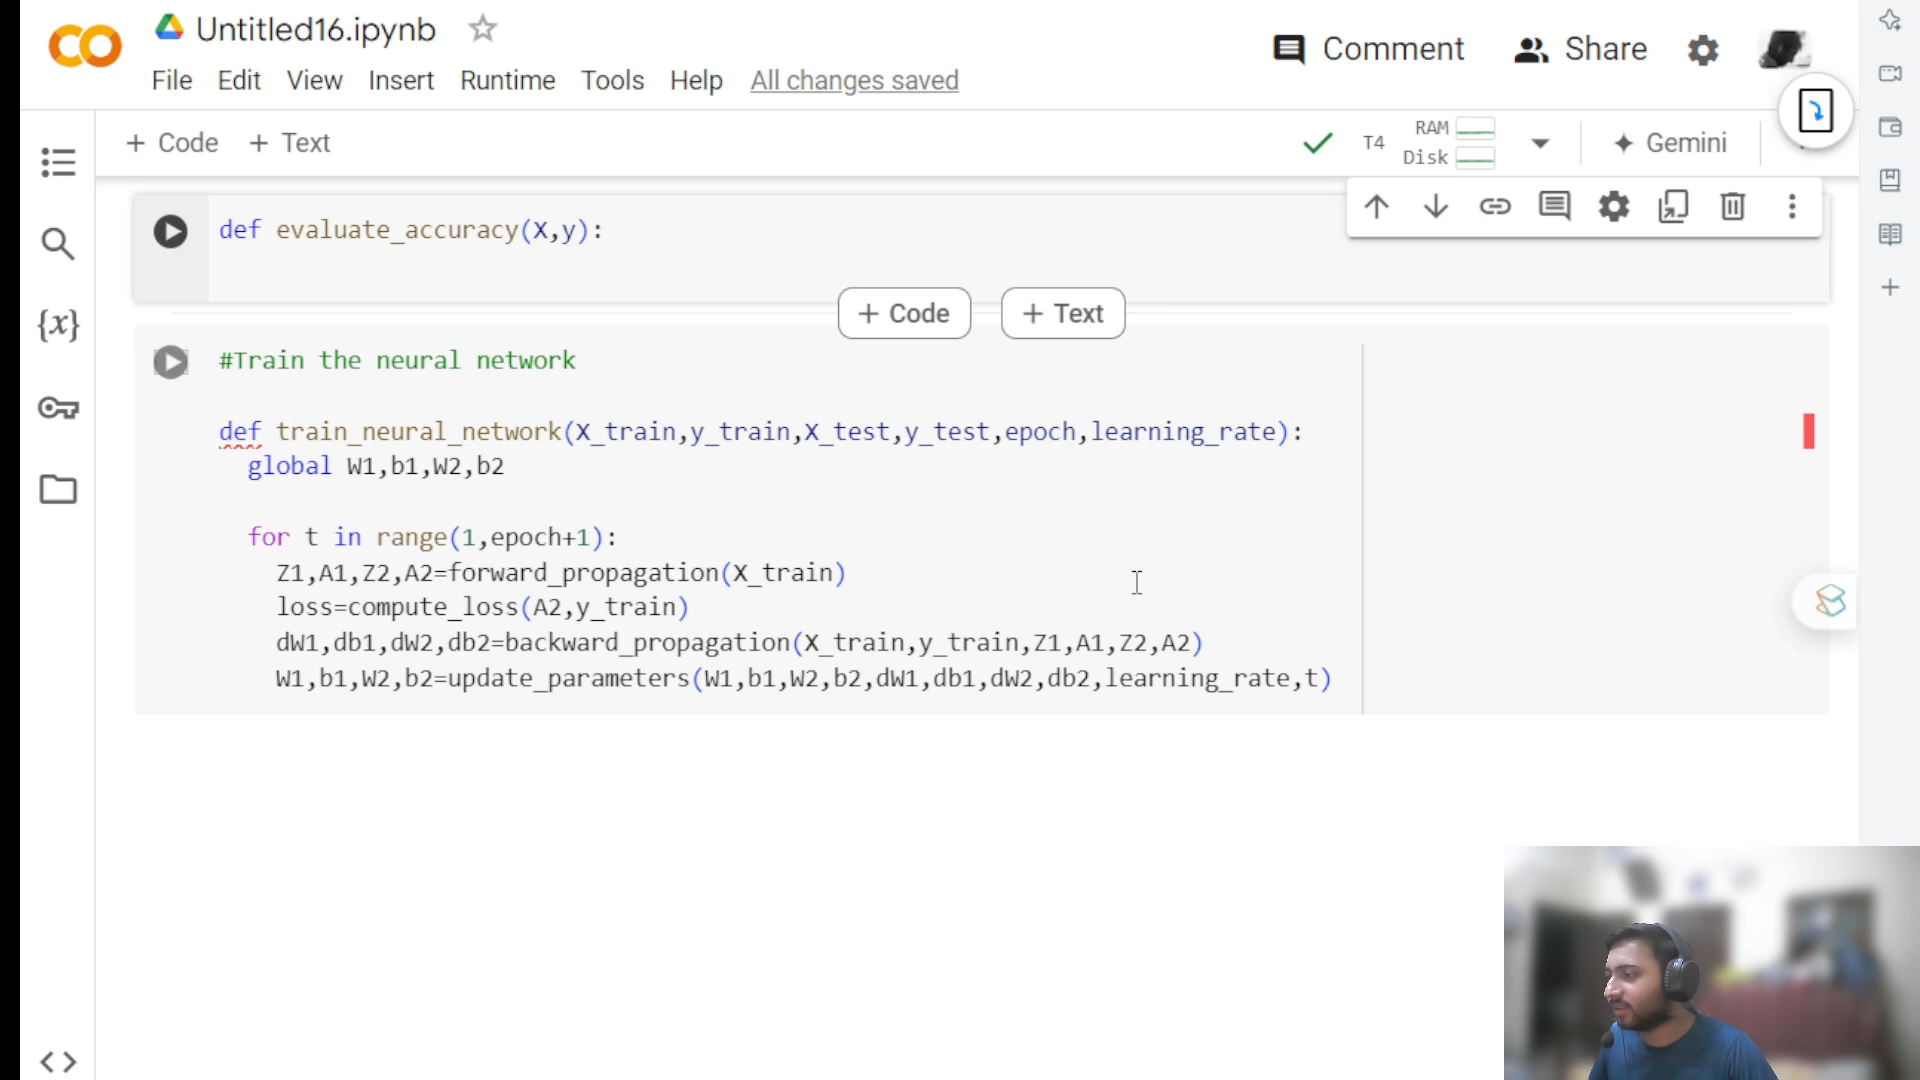 Untitled16.ipynb
Comment
Share
File Edit View Insert Runtime Tools Help All changes saved
+ Code + Text
T4
RAM
Disk
Gemini
def evaluate_accuracy(X,y):
+ Code
+ Text
#Train the neural network
def train_neural_network(X_train,y_train,X_test,y_test,epoch,learning_rate):
global W1,b1,W2,b2
for t in range(1,epoch+1):
Z1,A1,Z2,A2=forward_propagation(X_train)
loss=compute_loss(A2,y_train)
dW1,db1,dW2,db2=backward_propagation(X_train,y_train,Z1,A1,Z2,A2)
W1,b1,W2,b2=update_parameters(W1,b1,W2,b2,dW1,db1,dW2,db2,learning_rate,t)